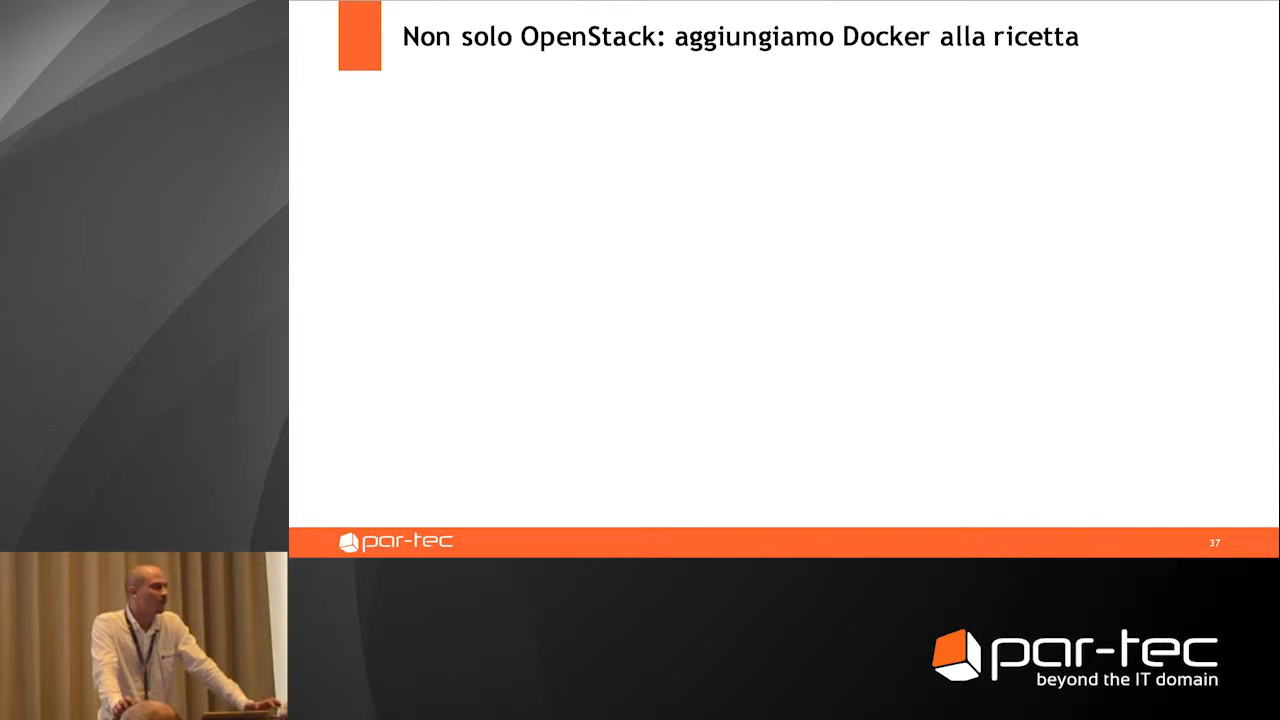 Non solo OpenStack: aggiungiamo Docker alla ricetta
par-tec
37
par-tec
beyond the IT domain